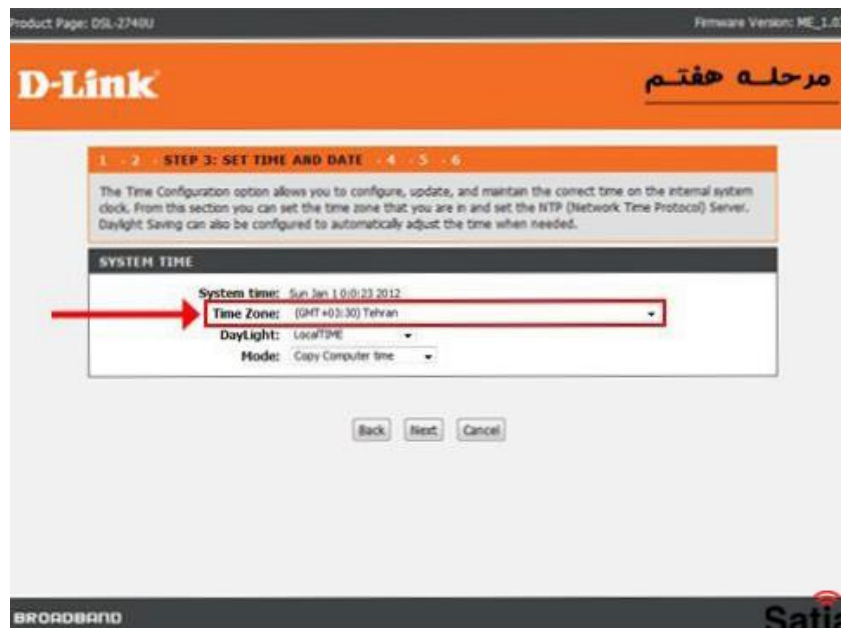 Product Page: DSL-2740U
Firmware Version: ME_1.0
D-Link
مرحله هفتم
1 - 2 - STEP 3: SET TIME AND DATE - 4 - 5 - 6
The Time Configuration option allows you to configure, update, and maintain the correct time on the internal system
clock. From this section you can set the time zone that you are in and set the NTP (Network Time Protocol) Server.
Daylight Saving can also be configured to automatically adjust the time when needed.
SYSTEM TIME
System time: Sun Jan 1 0:0:23 2012
Time Zone: (GMT+03:30) Tehran
DayLight: LocalTIME
Mode: Copy Computer time
Back Next Cancel
BROADBAND
Satia